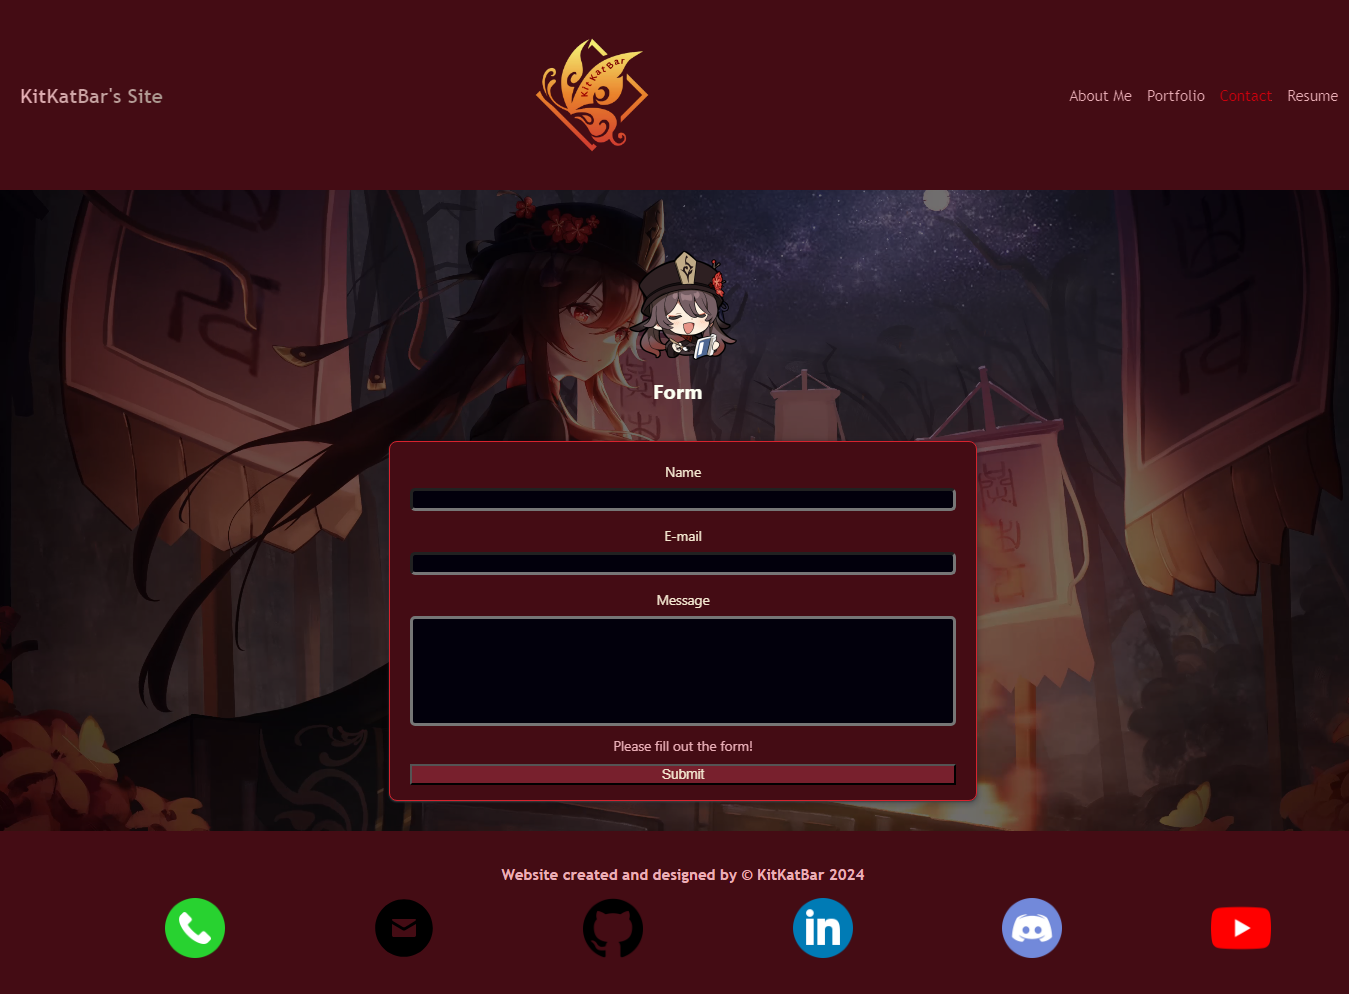 KitKatBar's Site
KitKatBar
About Me Portfolio Contact Resume
Form
Name
E-mail
Message
Please fill out the form!
Submit
Website created and designed by © KitKatBar 2024
in